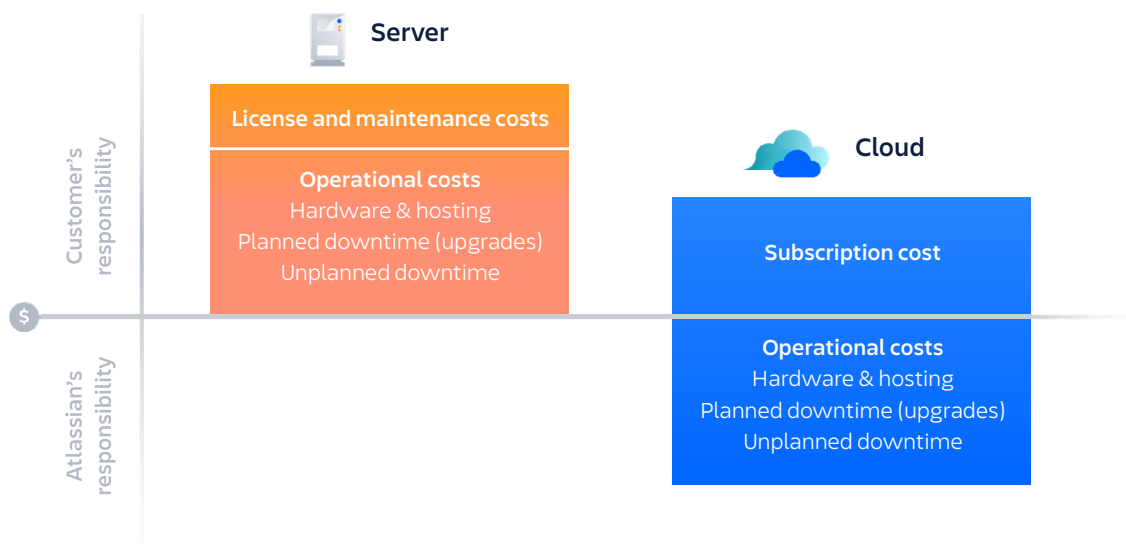 Server
License and maintenance costs
Operational costs
Hardware & hosting
Planned downtime (upgrades)
Unplanned downtime
Cloud
Subscription cost
Operational costs
Hardware & hosting
Planned downtime (upgrades)
Unplanned downtime
Customer's
responsibility
$
Atlassian's
responsibility